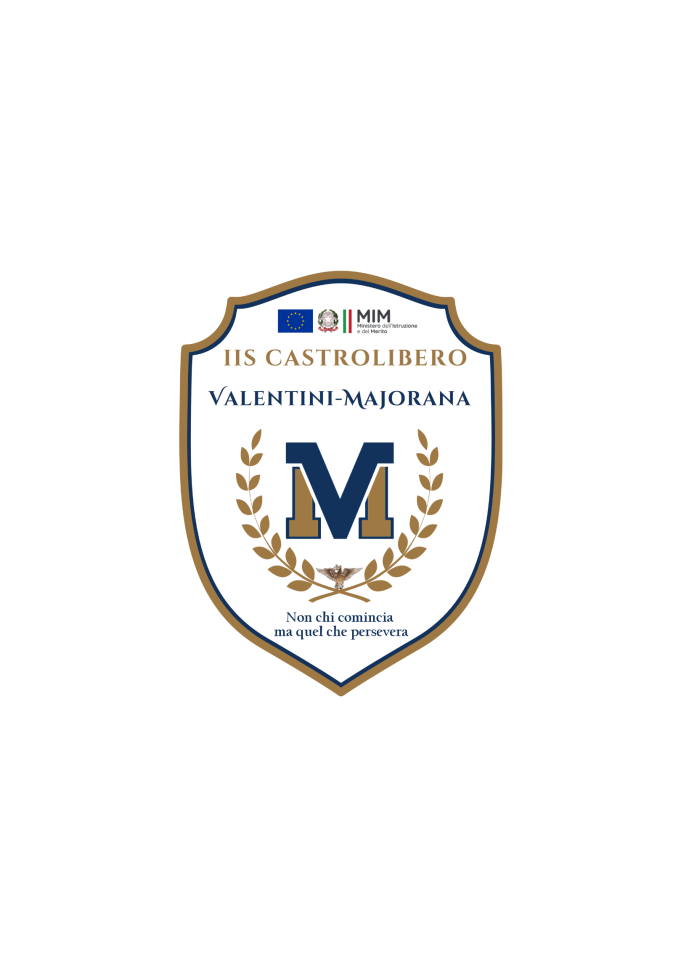 MIM
Ministero dell'Istruzione
e del Merito
IIS CASTROLIBERO
VALENTINI-MAJORANA
M
Non chi comincia
ma quel che persevera